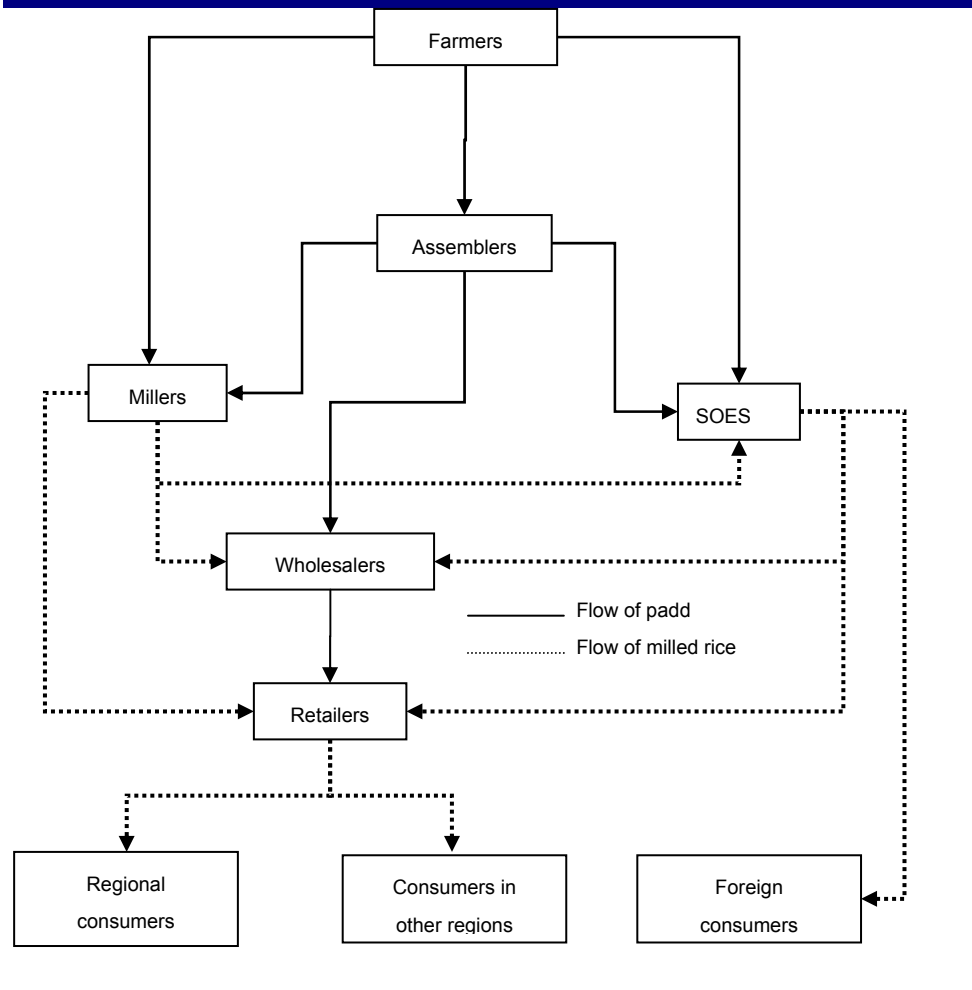 Farmers
Assemblers
Millers
SOES
Wholesalers
Flow of padd
Flow of milled rice
Retailers
Regional
consumers
Consumers in
other regions
Foreign
consumers